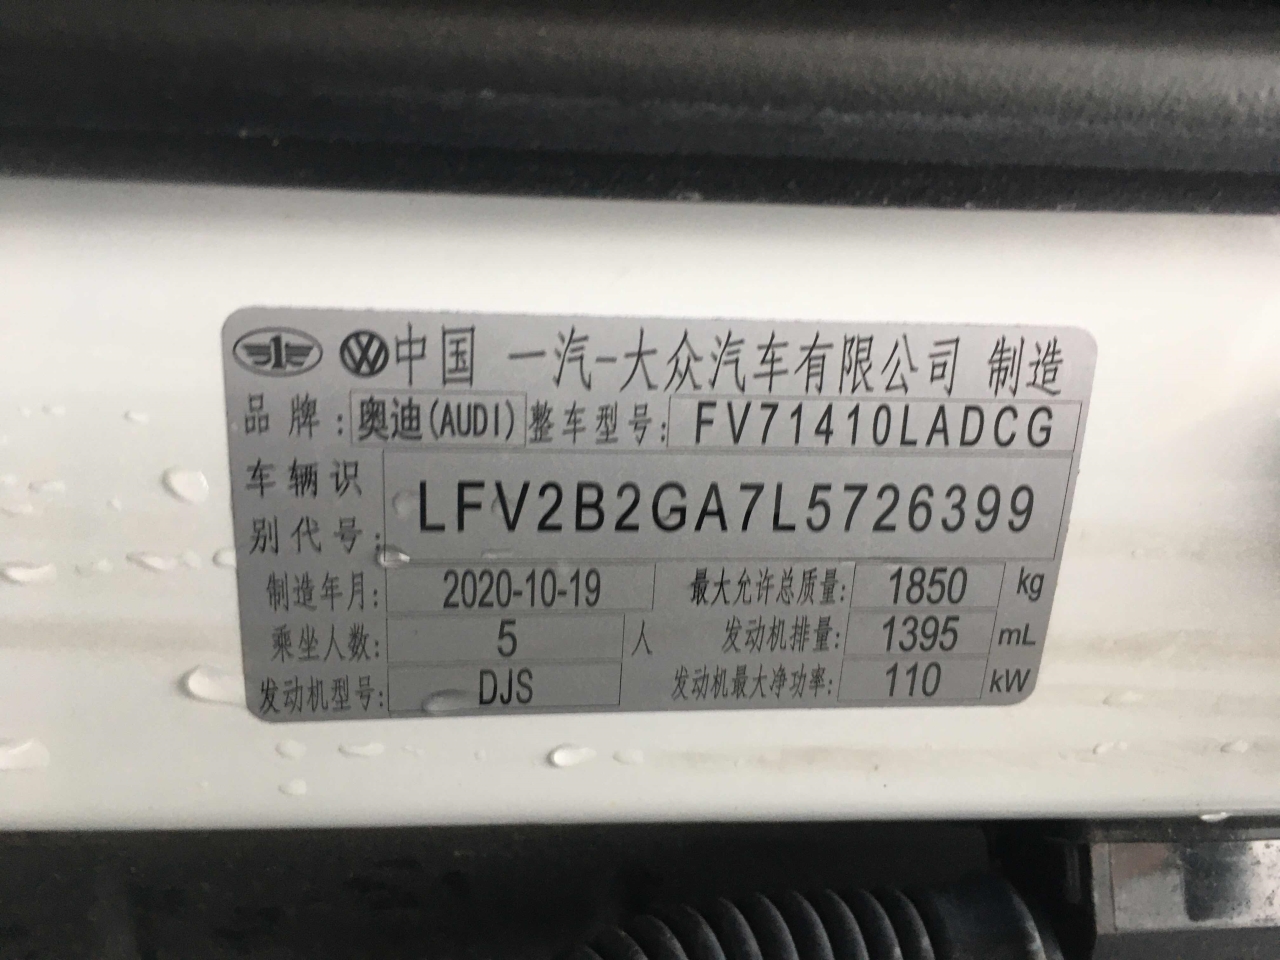 中国 一汽-大众汽车有限公司 制造
品牌: 奥迪(AUDI) 整车型号: FV71410LADCG
车辆识别代号: LFV2B2GA7L5726399
制造年月: 2020-10-19 最大允许总质量: 1850 kg
乘坐人数: 5 人 发动机排量: 1395 mL
发动机型号: DJS 发动机最大净功率: 110 kW